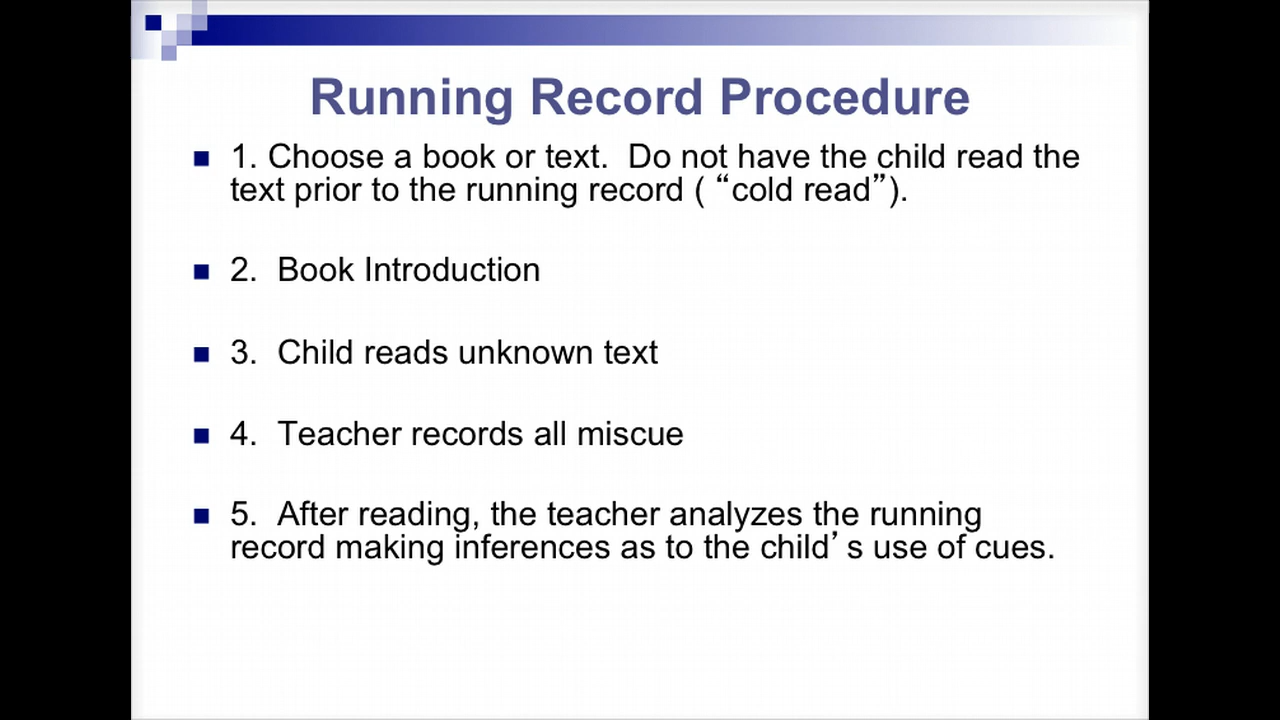 Running Record Procedure
1. Choose a book or text.  Do not have the child read the
text prior to the running record ( “cold read”).
2.  Book Introduction
3.  Child reads unknown text
4.  Teacher records all miscue
5.  After reading, the teacher analyzes the running
record making inferences as to the child’ s use of cues.